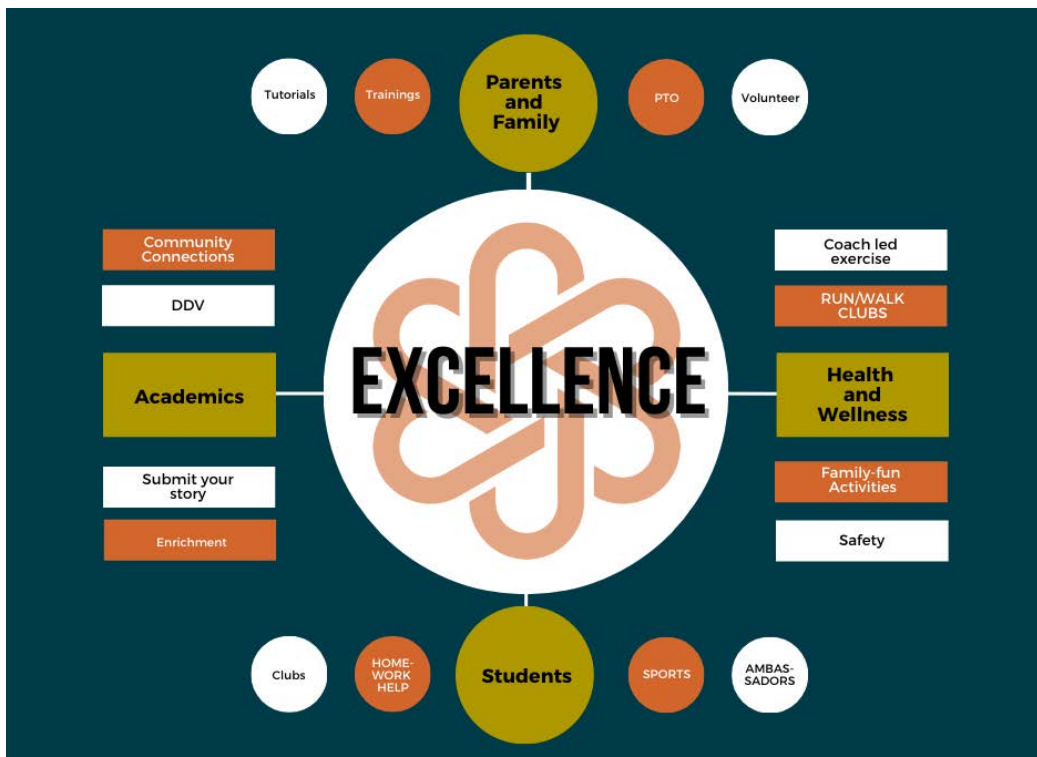 Parents
and
Family
Tutorials
Trainings
PTO
Volunteer
Community
Connections
DDV
Academics
Submit your
story
Enrichment
EXCELLENCE
Coach led
exercise
RUN/WALK
CLUBS
Health
and
Wellness
Family-fun
Activities
Safety
Clubs
HOME-
WORK
HELP
Students
SPORTS
AMBAS-
SADORS